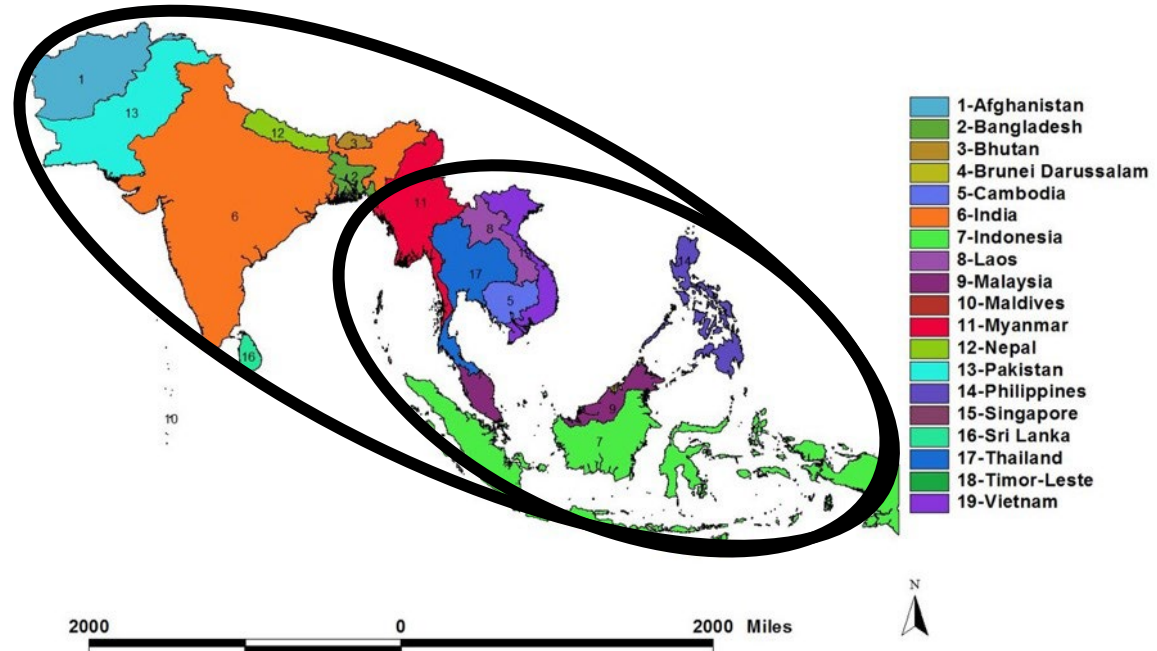 1
13
12
3
2
6
11
8
17
5
14
16
10
9
7
1-Afghanistan
2-Bangladesh
3-Bhutan
4-Brunei Darussalam
5-Cambodia
6-India
7-Indonesia
8-Laos
9-Malaysia
10-Maldives
11-Myanmar
12-Nepal
13-Pakistan
14-Philippines
15-Singapore
16-Sri Lanka
17-Thailand
18-Timor-Leste
19-Vietnam
N
2000 0 2000 Miles